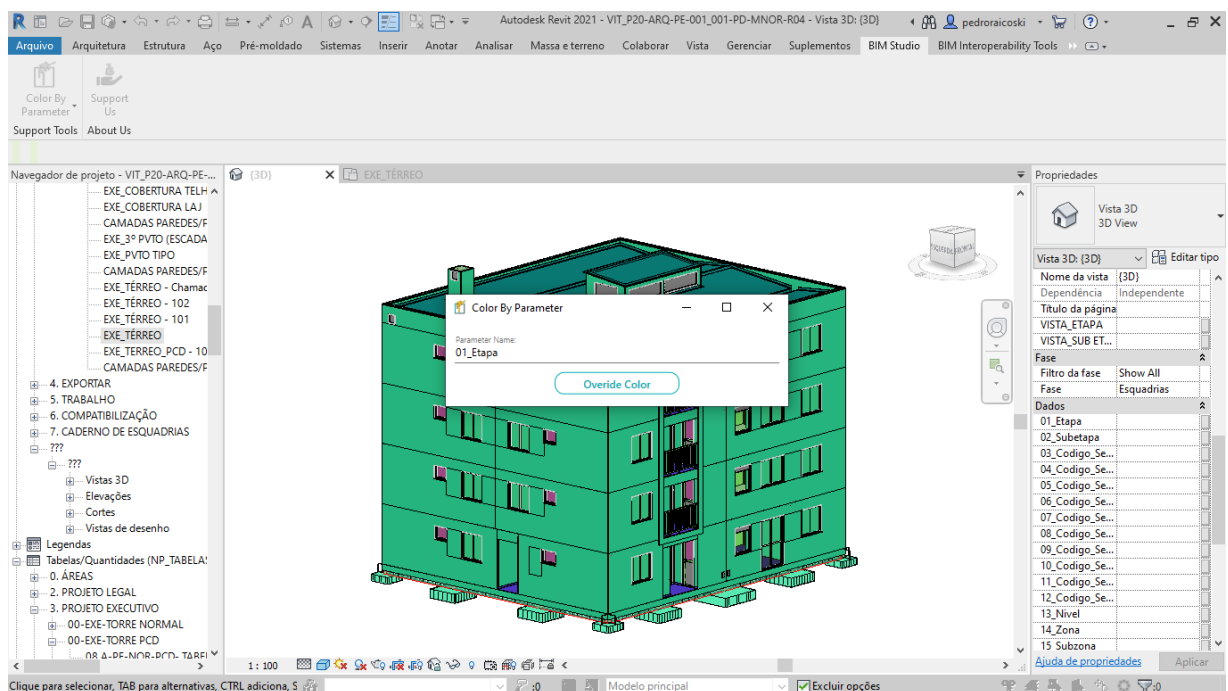 Autodesk Revit 2021 - VIT_P20-ARQ-PE-001_001-PD-MNOR-R04 - Vista 3D: {3D}
pedroraicoski
Arquivo Arquitetura Estrutura Aço Pré-moldado Sistemas Inserir Anotar Analisar Massa e terreno Colaborar Vista Gerenciar Suplementos BIM Studio BIM Interoperability Tools
Color By
Parameter
Support
Us
Support Tools About Us
Navegador de projeto - VIT_P20-ARQ-PE-...
EXE_COBERTURA TELH
EXE_COBERTURA LAJ
CAMADAS PAREDES/P
EXE_3º PVTO (ESCADA
EXE_PVTO TIPO
CAMADAS PAREDES/P
EXE_TÉRREO - Chamac
EXE_TÉRREO - 102
EXE_TÉRREO - 101
EXE_TÉRREO
EXE_TERREO_PCD - 10
CAMADAS PAREDES/P
4. EXPORTAR
5. TRABALHO
6. COMPATIBILIZAÇÃO
7. CADERNO DE ESQUADRIAS
???
???
Vistas 3D
Elevações
Cortes
Vistas de desenho
Legendas
Tabelas/Quantidades (NP_TABELAS
0. ÁREAS
2. PROJETO LEGAL
3. PROJETO EXECUTIVO
00-EXE-TORRE NORMAL
00-EXE-TORRE PCD
08.A-PE-NOR-PCD- TABEL
{3D}
EXE_TÉRREO
FRONTAL
Color By Parameter
Parameter Name:
01_Etapa
Overide Color
1 : 100
Propriedades
Vista 3D
3D View
Vista 3D: {3D}
Editar tipo
Nome da vista {3D}
Dependência Independente
Título da página
VISTA_ETAPA
VISTA_SUB ET...
Fase
Filtro da fase Show All
Fase Esquadrias
Dados
01_Etapa
02_Subetapa
03_Codigo_Se...
04_Codigo_Se...
05_Codigo_Se...
06_Codigo_Se...
07_Codigo_Se...
08_Codigo_Se...
09_Codigo_Se...
10_Codigo_Se...
11_Codigo_Se...
12_Codigo_Se...
13_Nivel
14_Zona
15 Subzona
Ajuda de propriedades
Aplicar
Clique para selecionar, TAB para alternativas, CTRL adiciona, S
:0
Modelo principal
Excluir opções
:0